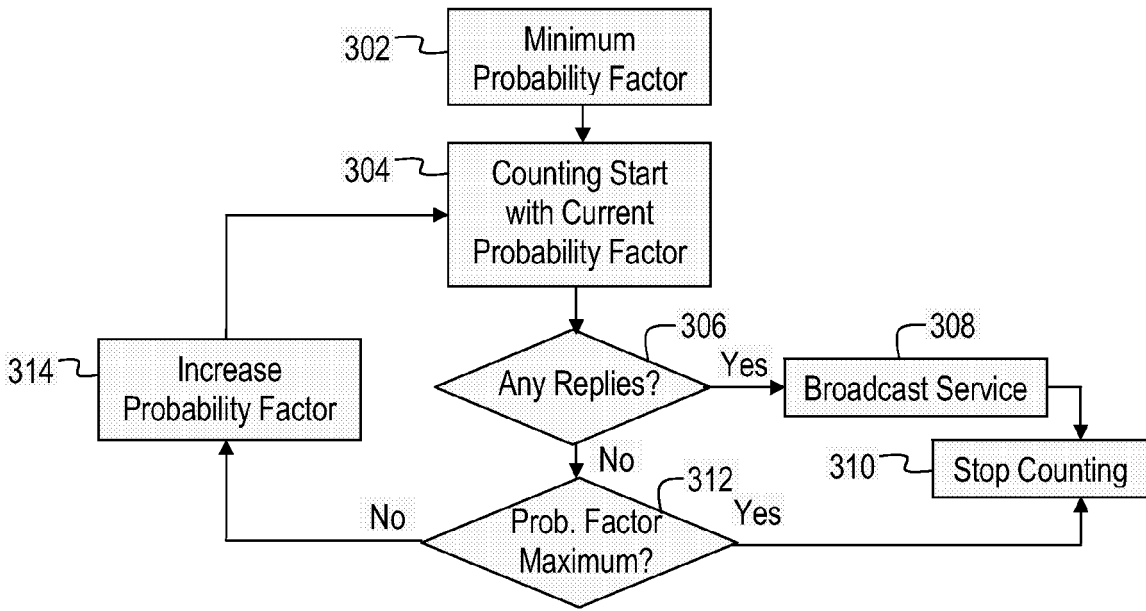 302
Minimum
Probability Factor
304
Counting Start
with Current
Probability Factor
306
308
314
Increase
Probability Factor
Any Replies?
Yes
Broadcast Service
No
310
Stop Counting
312
No
Prob. Factor
Maximum?
Yes